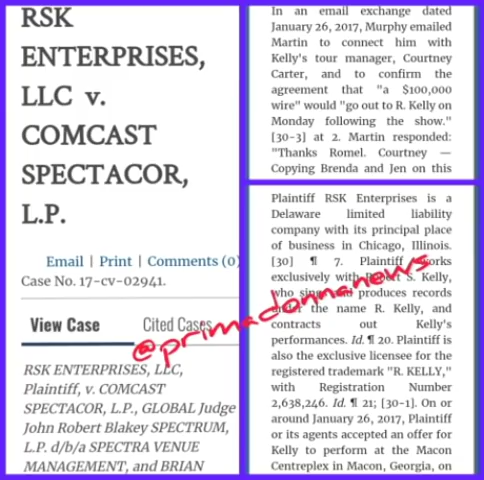 RSK
ENTERPRISES,
LLC v.
COMCAST
SPECTACOR,
L.P.
Email | Print | Comments (0)
Case No. 17-cv-02941.
View Case Cited Cases
RSK ENTERPRISES, LLC,
Plaintiff, v. COMCAST
SPECTACOR, L.P., GLOBAL Judge
John Robert Blakey SPECTRUM,
L.P. d/b/a SPECTRA VENUE
MANAGEMENT, and BRIAN
In an email exchange dated
January 26, 2017, Murphy emailed
Martin to connect him with
Kelly's tour manager, Courtney
Carter, and to confirm the
agreement that "a $100,000
wire" would "go out to R. Kelly on
Monday following the show."
[30-3] at 2. Martin responded:
"Thanks Romel. Courtney —
Copying Brenda and Jen on this
Plaintiff RSK Enterprises is a
Delaware limited liability
company with its principal place
of business in Chicago, Illinois.
[30] ¶ 7. Plaintiff works
exclusively with Robert S. Kelly,
who sings and produces records
under the name R. Kelly, and
contracts out Kelly's
performances. Id. ¶ 20. Plaintiff is
also the exclusive licensee for the
registered trademark "R. KELLY,"
with Registration Number
2,638,246. Id. ¶ 21; [30-1]. On or
around January 26, 2017, Plaintiff
or its agents accepted an offer for
Kelly to perform at the Macon
Centreplex in Macon, Georgia, on
@primadonnanews